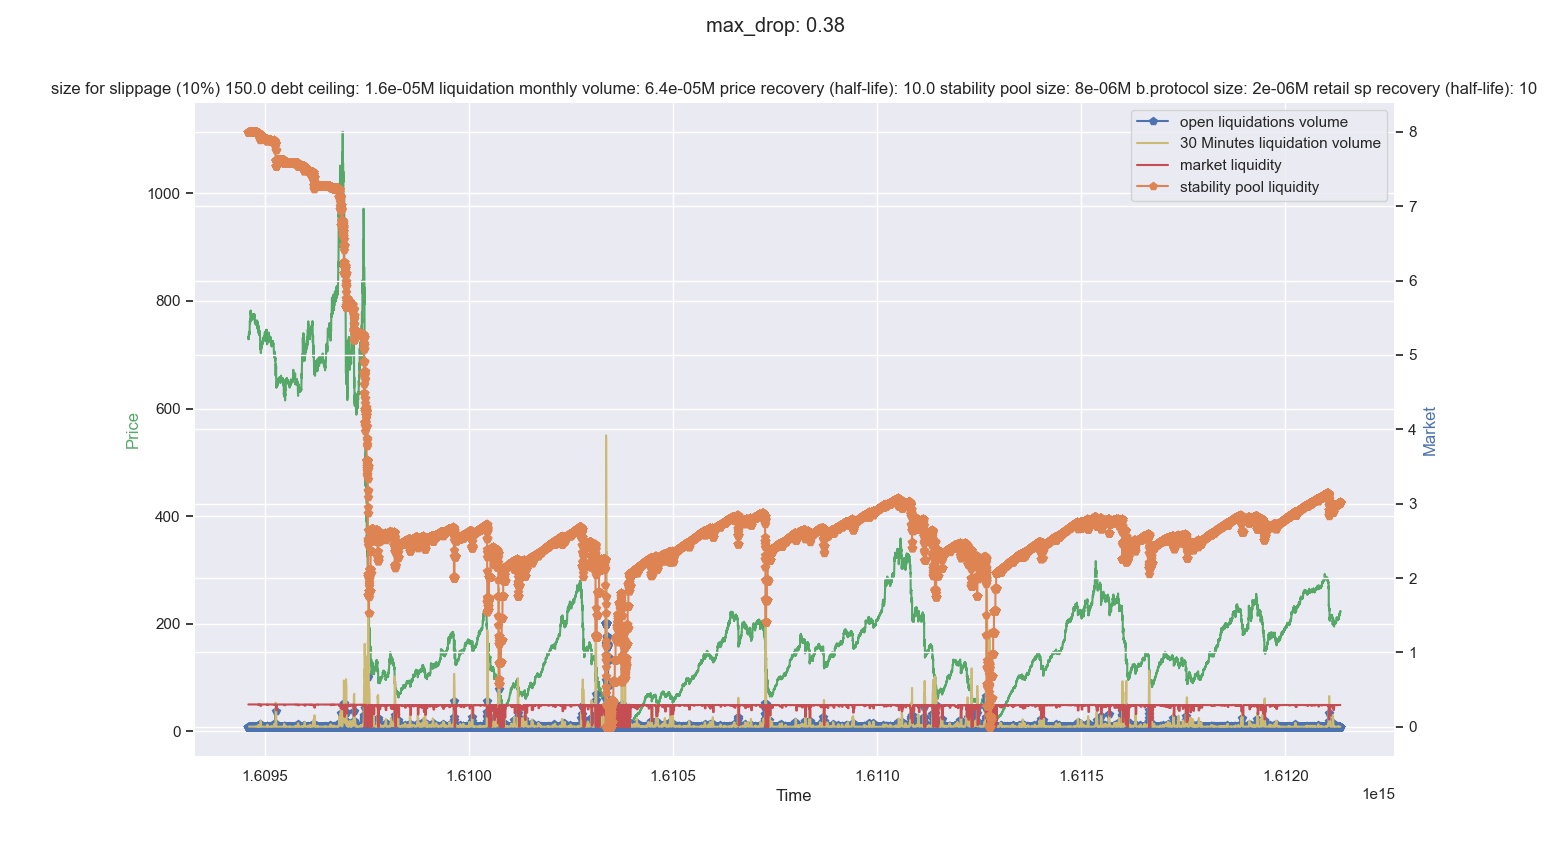 max_drop: 0.38
size for slippage (10%) 150.0 debt ceiling: 1.6e-05M liquidation monthly volume: 6.4e-05M price recovery (half-life): 10.0 stability pool size: 8e-06M b.protocol size: 2e-06M retail sp recovery (half-life): 10
open liquidations volume
30 Minutes liquidation volume
market liquidity
stability pool liquidity
1000
800
600
400
200
0
Price
8
7
6
5
4
3
2
1
0
Market
1.6095 1.6100 1.6105 1.6110 1.6115 1.6120
1e15
Time